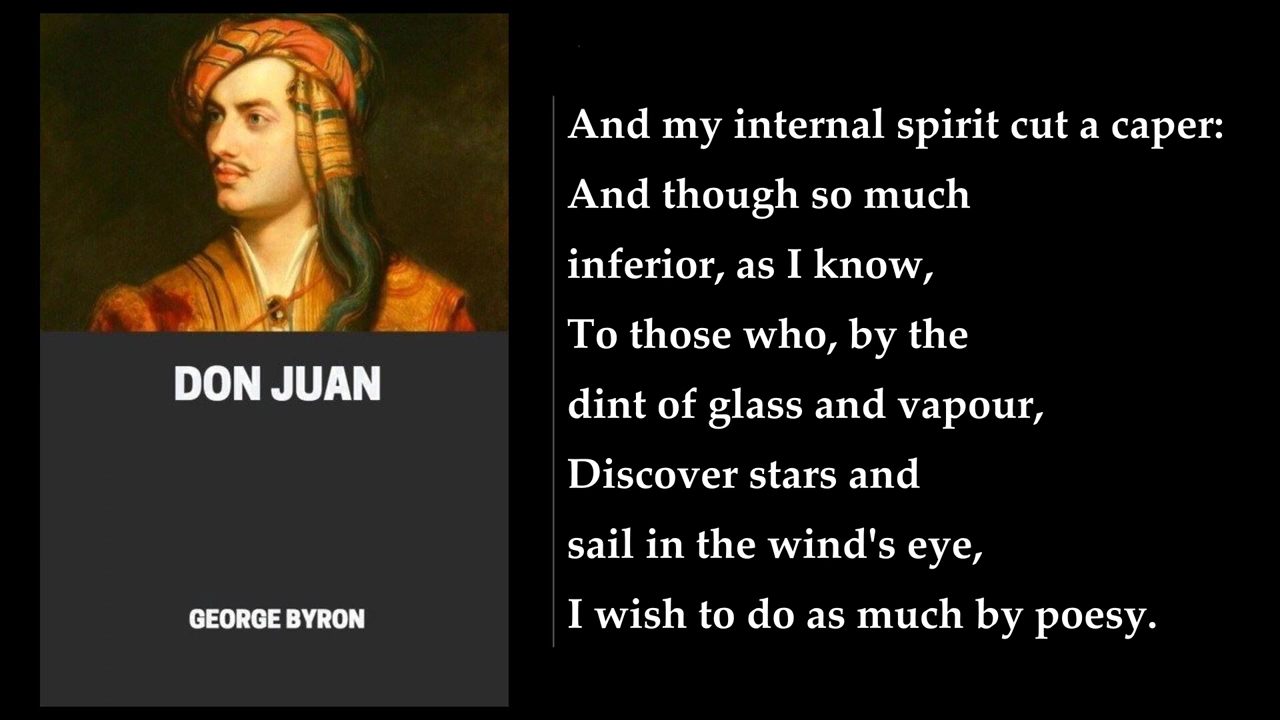 DON JUAN
GEORGE BYRON
And my internal spirit cut a caper:
And though so much
inferior, as I know,
To those who, by the
dint of glass and vapour,
Discover stars and
sail in the wind's eye,
I wish to do as much by poesy.